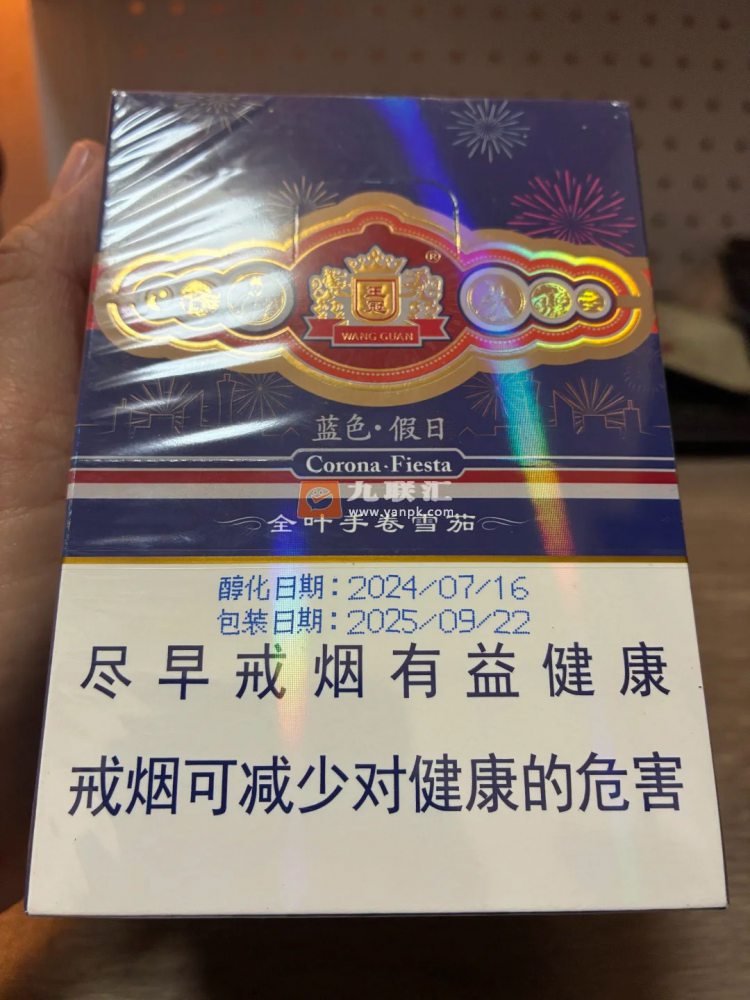 ®
王冠
WANG GUAN
蓝色·假日
Corona·Fiesta
九联汇
www.yanpk.com
全叶手卷雪茄
醇化日期：2024/07/16
包装日期：2025/09/22
尽早戒烟有益健康
戒烟可减少对健康的危害